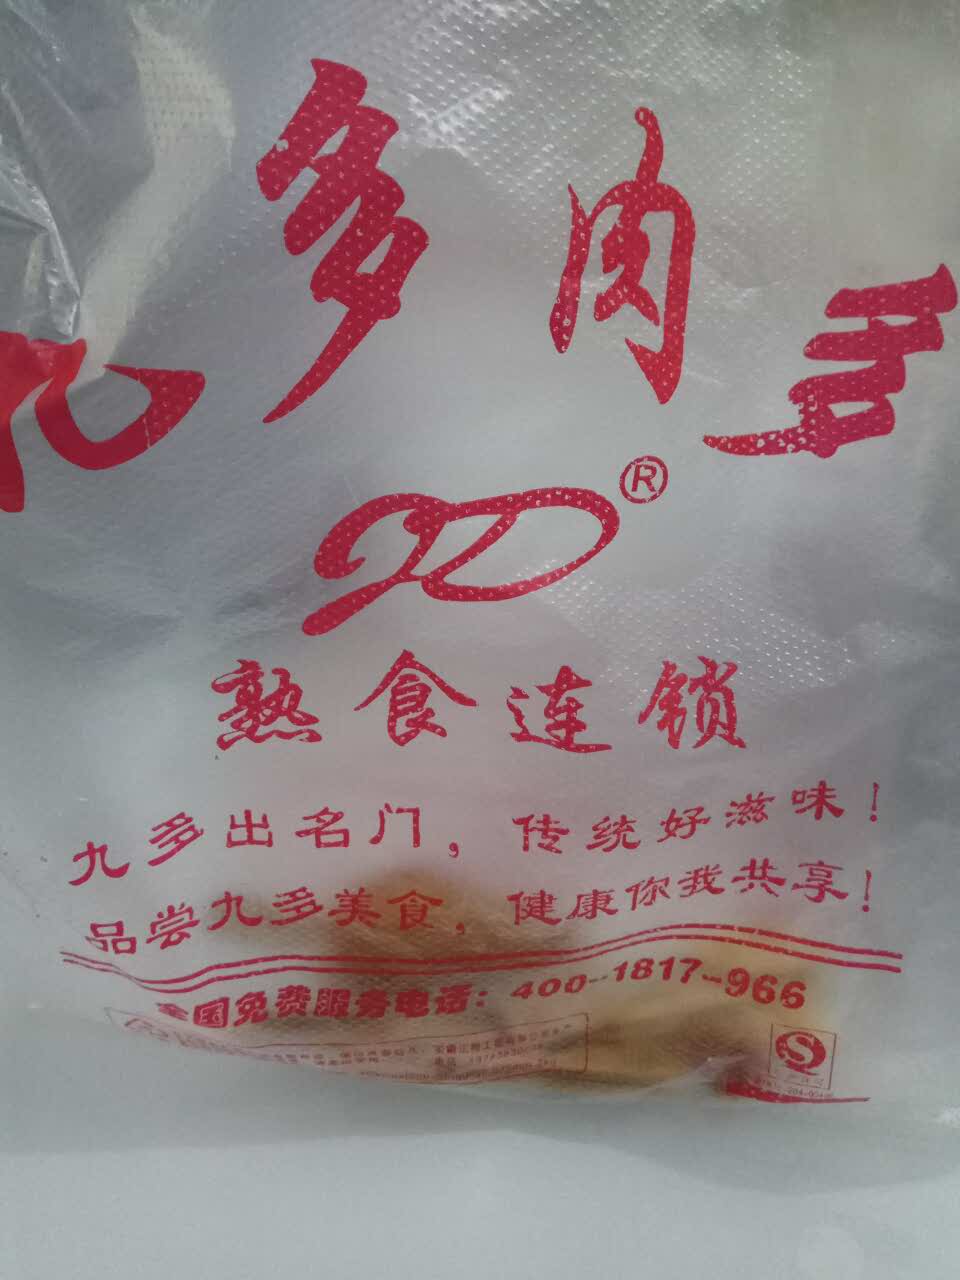 九多肉多
®
熟食连锁
九多出名门，传统好滋味！
品尝九多美食，健康你我共享！
全国免费服务电话：400--1817-966